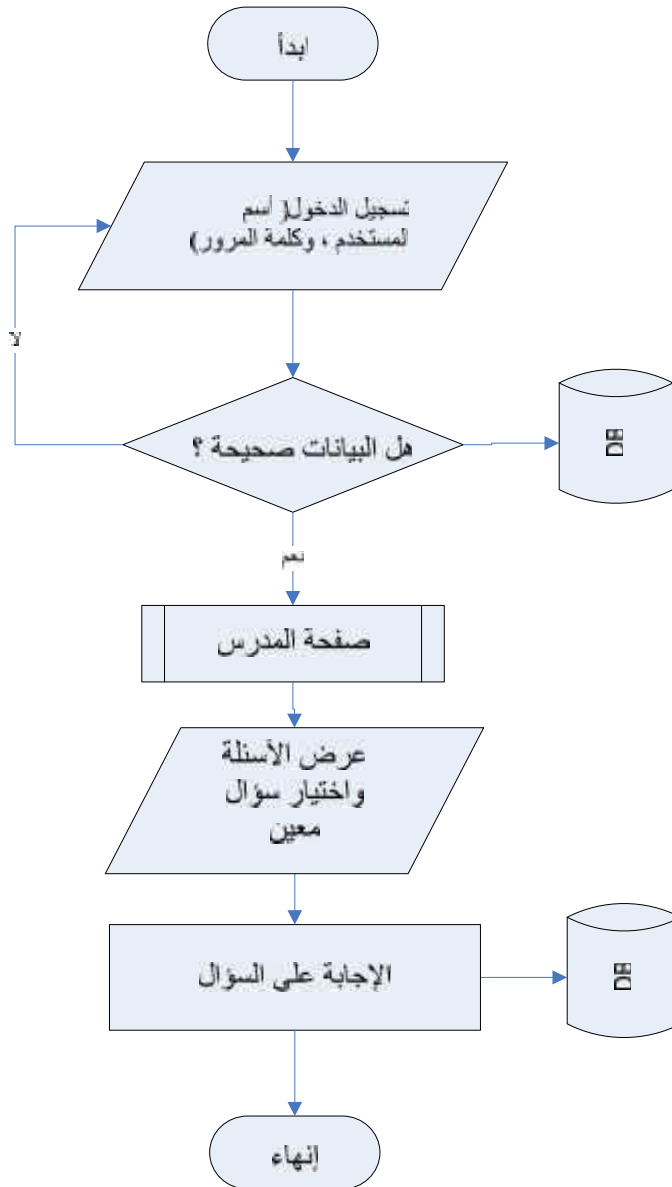 ابدأ
تسجيل الدخول( أسم
المستخدم ، وكلمة المرور)
لا
هل البيانات صحيحة ؟
DB
نعم
صفحة المدرس
عرض الأسئلة
واختيار سؤال
معين
الإجابة على السؤال
DB
إنهاء